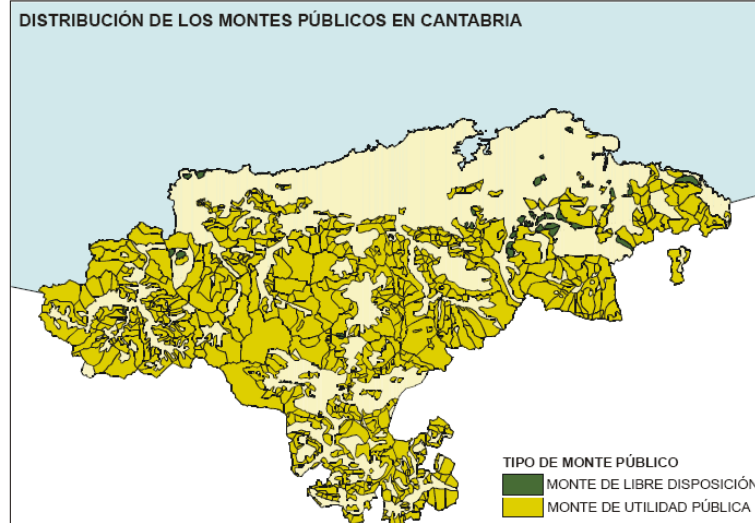 DISTRIBUCIÓN DE LOS MONTES PÚBLICOS EN CANTABRIA
TIPO DE MONTE PÚBLICO
MONTE DE LIBRE DISPOSICIÓN
MONTE DE UTILIDAD PÚBLICA